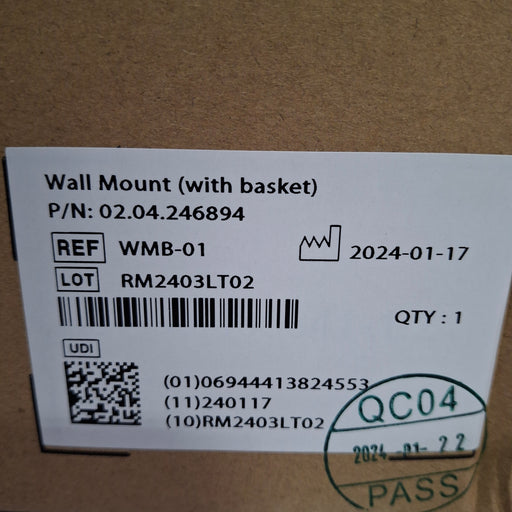 Wall Mount (with basket)
P/N: 02.04.246894
REF WMB-01 2024-01-17
LOT RM2403LT02
QTY : 1
UDI
(01)06944413824553
(11)240117
(10)RM2403LT02
QC04
2024-01-22
PASS